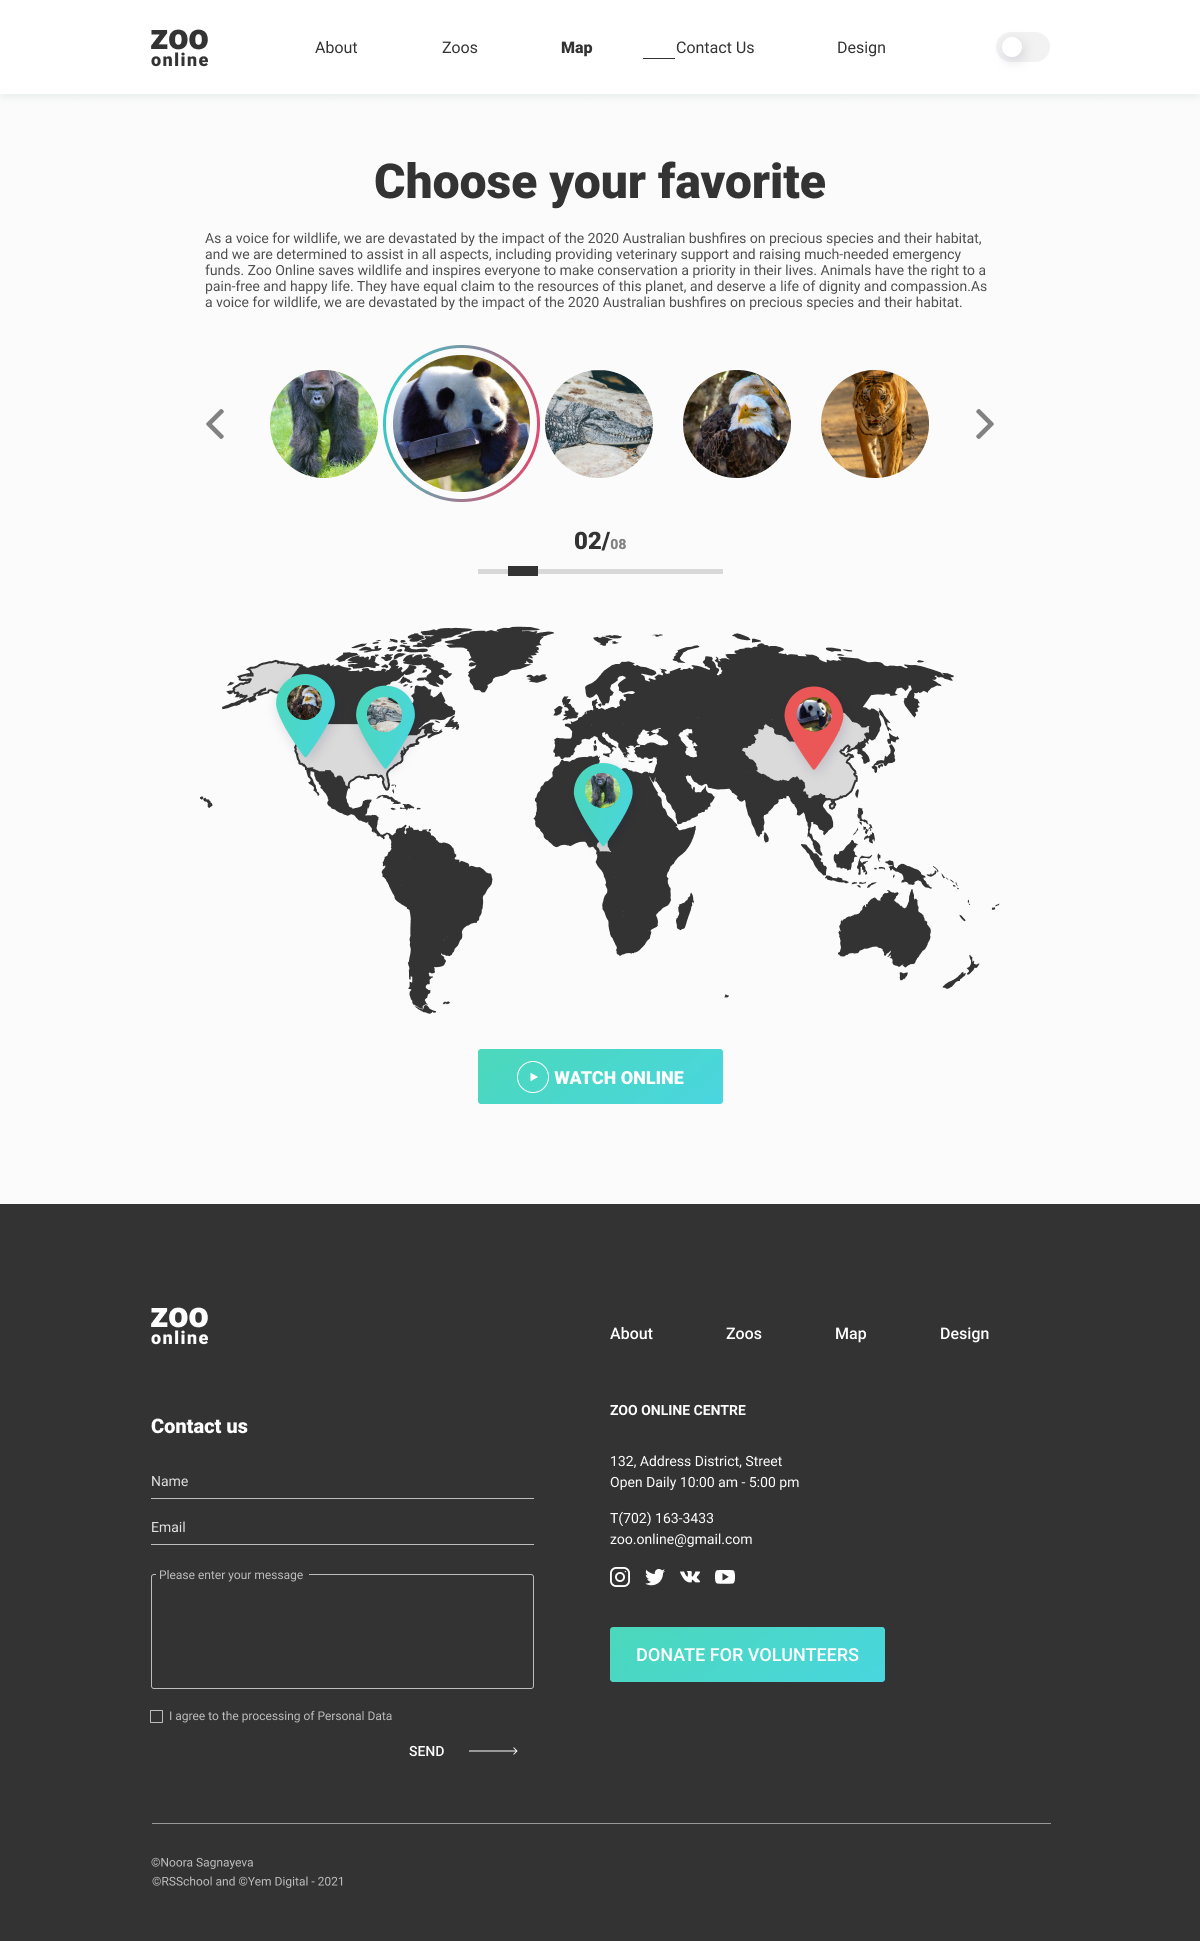 ZOO
online
About
Zoos
Map
Contact Us
Design
Choose your favorite
As a voice for wildlife, we are devastated by the impact of the 2020 Australian bushfires on precious species and their habitat,
and we are determined to assist in all aspects, including providing veterinary support and raising much-needed emergency
funds. Zoo Online saves wildlife and inspires everyone to make conservation a priority in their lives. Animals have the right to a
pain-free and happy life. They have equal claim to the resources of this planet, and deserve a life of dignity and compassion.As
a voice for wildlife, we are devastated by the impact of the 2020 Australian bushfires on precious species and their habitat.
02/08
WATCH ONLINE
ZOO
online
About
Zoos
Map
Design
Contact us
Name
Email
Please enter your message
I agree to the processing of Personal Data
SEND
ZOO ONLINE CENTRE
132, Address District, Street
Open Daily 10:00 am - 5:00 pm
T(702) 163-3433
zoo.online@gmail.com
DONATE FOR VOLUNTEERS
©Noora Sagnayeva
©RSSchool and ©Yem Digital - 2021